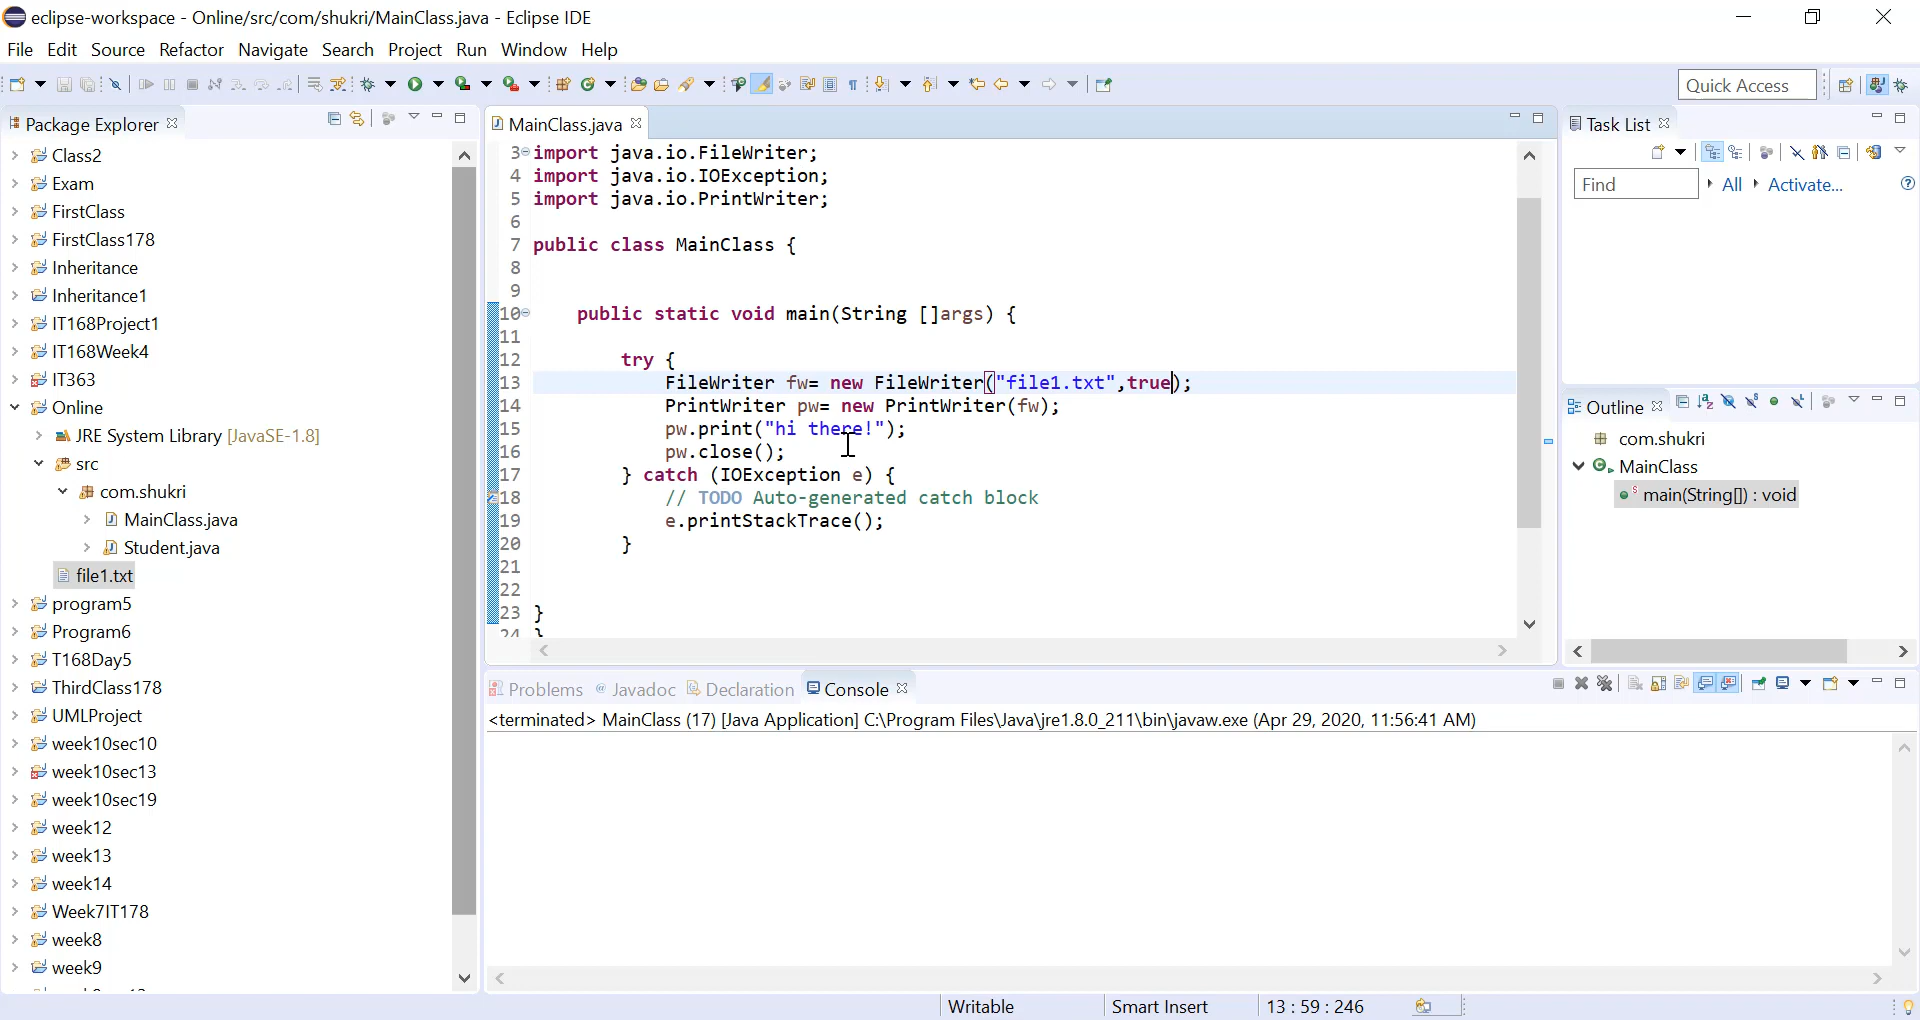 eclipse-workspace - Online/src/com/shukri/MainClass.java - Eclipse IDE
File Edit Source Refactor Navigate Search Project Run Window Help
Quick Access
Package Explorer
Class2
Exam
FirstClass
FirstClass178
Inheritance
Inheritance1
IT168Project1
IT168Week4
IT363
Online
JRE System Library [JavaSE-1.8]
src
com.shukri
MainClass.java
Student.java
file1.txt
program5
Program6
T168Day5
ThirdClass178
UMLProject
week10sec10
week10sec13
week10sec19
week12
week13
week14
Week7IT178
week8
week9
MainClass.java
3 import java.io.FileWriter;
4 import java.io.IOException;
5 import java.io.PrintWriter;
6
7 public class MainClass {
8
9
10 public static void main(String []args) {
11
12 try {
13 FileWriter fw= new FileWriter("file1.txt",true);
14 PrintWriter pw= new PrintWriter(fw);
15 pw.print("hi there!");
16 pw.close();
17 } catch (IOException e) {
18 // TODO Auto-generated catch block
19 e.printStackTrace();
20 }
21
22
23 }
24 }
Task List
Find All Activate...
Outline
com.shukri
MainClass
main(String[]) : void
Problems @ Javadoc Declaration Console
<terminated> MainClass (17) [Java Application] C:\Program Files\Java\jre1.8.0_211\bin\javaw.exe (Apr 29, 2020, 11:56:41 AM)
Writable Smart Insert 13 : 59 : 246